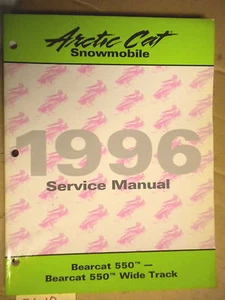 Arctic Cat
Snowmobile
1996
Service Manual
Bearcat 550™ —
Bearcat 550™ Wide Track